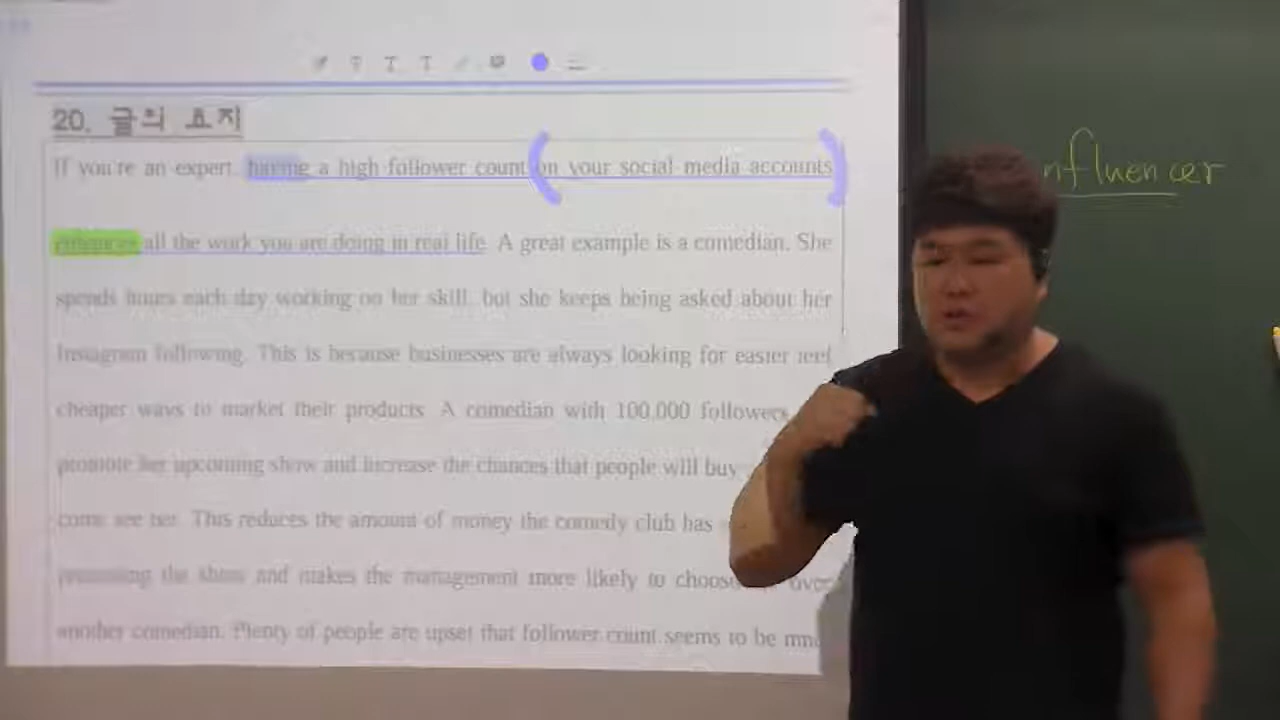 20. 글의 요지
If you're an expert, having a high follower count on your social media accounts
enhances all the work you are doing in real life. A great example is a comedian. She
spends hours each day working on her skill, but she keeps being asked about her
Instagram following. This is because businesses are always looking for easier
cheaper ways to market their products. A comedian with 100,000 followers
promote her upcoming show and increase the chances that people will buy
come see her. This reduces the amount of money the comedy club has
promoting the show and makes the management more likely to choose over
another comedian. Plenty of people are upset that follower count seems to be
nfluencer